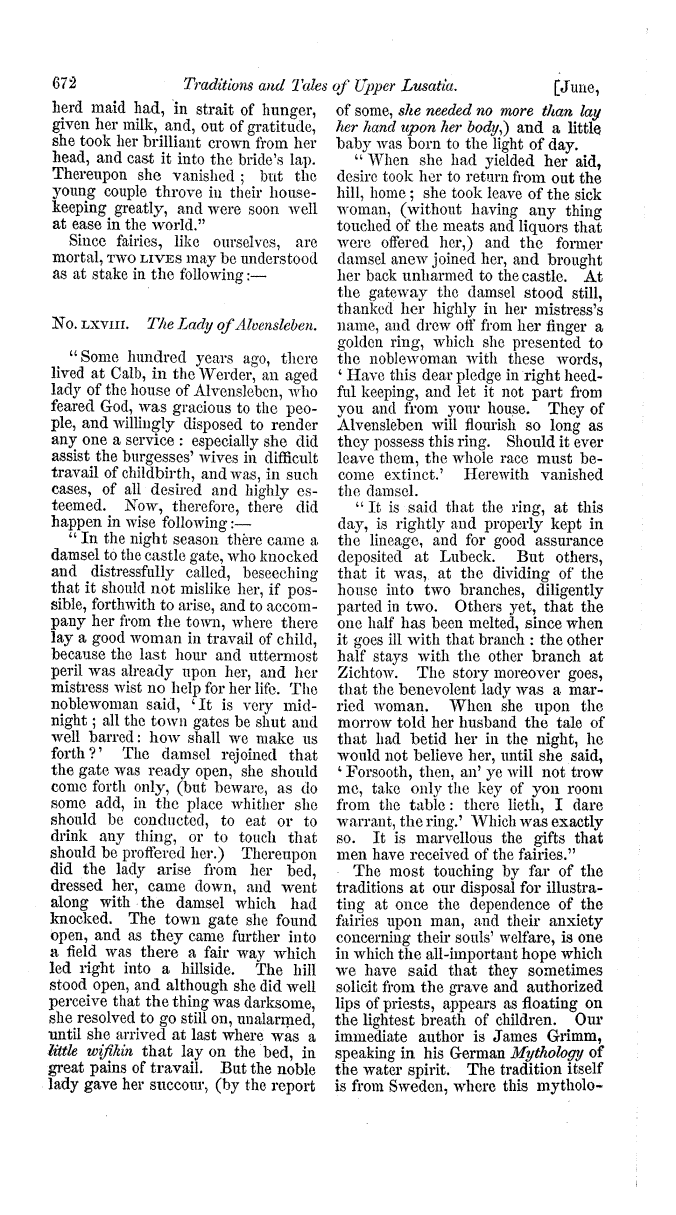 672 Traditions and Tales of Upper Lusatia. [June,
herd maid had, in strait of hunger,
given her milk, and, out of gratitude,
she took her brilliant crown from her
head, and cast it into the bride's lap.
Thereupon she vanished ; but the
young couple throve in their house-
keeping greatly, and were soon well
at ease in the world."
Since fairies, like ourselves, are
mortal, TWO LIVES may be understood
as at stake in the following :—
No. LXVIII. The Lady of Alvensleben.
"Some hundred years ago, there
lived at Calb, in the Werder, an aged
lady of the house of Alvensleben, who
feared God, was gracious to the peo-
ple, and willingly disposed to render
any one a service : especially she did
assist the burgesses' wives in difficult
travail of childbirth, and was, in such
cases, of all desired and highly es-
teemed. Now, therefore, there did
happen in wise following :—
"In the night season there came a
damsel to the castle gate, who knocked
and distressfully called, beseeching
that it should not mislike her, if pos-
sible, forthwith to arise, and to accom-
pany her from the town, where there
lay a good woman in travail of child,
because the last hour and uttermost
peril was already upon her, and her
mistress wist no help for her life. The
noblewoman said, 'It is very mid-
night ; all the town gates be shut and
well barred : how shall we make us
forth ?' The damsel rejoined that
the gate was ready open, she should
come forth only, (but beware, as do
some add, in the place whither she
should be conducted, to eat or to
drink any thing, or to touch that
should be proffered her.) Thereupon
did the lady arise from her bed,
dressed her, came down, and went
along with the damsel which had
knocked. The town gate she found
open, and as they came further into
a field was there a fair way which
led right into a hillside. The hill
stood open, and although she did well
perceive that the thing was darksome,
she resolved to go still on, unalarmed,
until she arrived at last where was a
little wifikin that lay on the bed, in
great pains of travail. But the noble
lady gave her succour, (by the report
of some, she needed no more than lay
her hand upon her body,) and a little
baby was born to the light of day.
"When she had yielded her aid,
desire took her to return from out the
hill, home ; she took leave of the sick
woman, (without having any thing
touched of the meats and liquors that
were offered her,) and the former
damsel anew joined her, and brought
her back unharmed to the castle. At
the gateway the damsel stood still,
thanked her highly in her mistress's
name, and drew off from her finger a
golden ring, which she presented to
the noblewoman with these words,
'Have this dear pledge in right heed-
ful keeping, and let it not part from
you and from your house. They of
Alvensleben will flourish so long as
they possess this ring. Should it ever
leave them, the whole race must be-
come extinct.' Herewith vanished
the damsel.
"It is said that the ring, at this
day, is rightly and properly kept in
the lineage, and for good assurance
deposited at Lubeck. But others,
that it was, at the dividing of the
house into two branches, diligently
parted in two. Others yet, that the
one half has been melted, since when
it goes ill with that branch : the other
half stays with the other branch at
Zichtow. The story moreover goes,
that the benevolent lady was a mar-
ried woman. When she upon the
morrow told her husband the tale of
that had betid her in the night, he
would not believe her, until she said,
'Forsooth, then, an' ye will not trow
me, take only the key of yon room
from the table : there lieth, I dare
warrant, the ring.' Which was exactly
so. It is marvellous the gifts that
men have received of the fairies."
The most touching by far of the
traditions at our disposal for illustra-
ting at once the dependence of the
fairies upon man, and their anxiety
concerning their souls' welfare, is one
in which the all-important hope which
we have said that they sometimes
solicit from the grave and authorized
lips of priests, appears as floating on
the lightest breath of children. Our
immediate author is James Grimm,
speaking in his German Mythology of
the water spirit. The tradition itself
is from Sweden, where this mytholo-